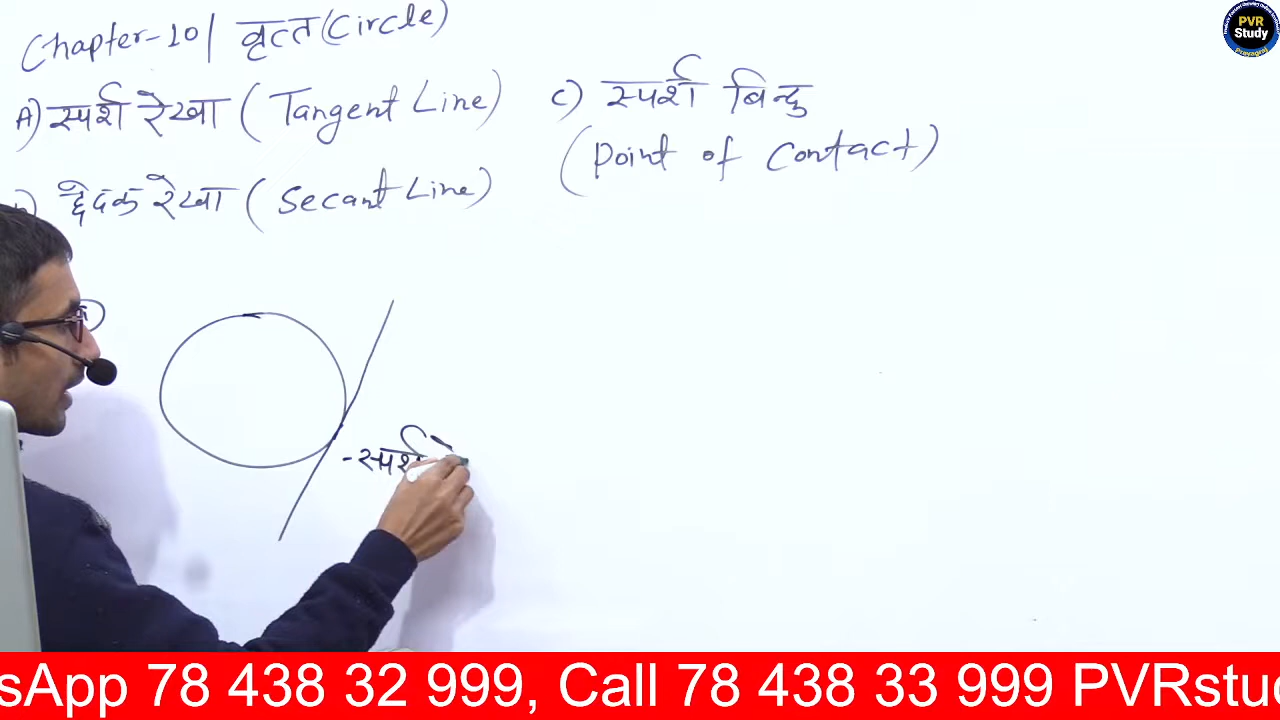 Chapter-10| वृत्त (Circle)
A) स्पर्श रेखा ( Tangent Line)
छेदक रेखा ( Secant Line)
C) स्पर्श बिन्दु
(Point of Contact)
-स्पर्श
PVR
Study
Prayagraj
sApp 78 438 32 999, Call 78 438 33 999 PVRstu